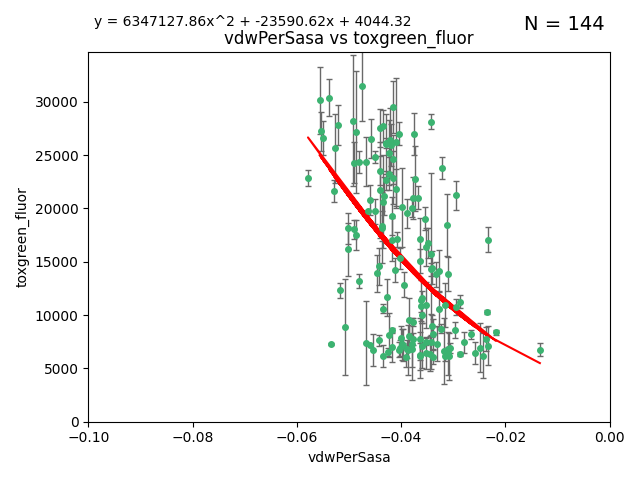 y = 6347127.86x^2 + -23590.62x + 4044.32
N = 144
vdwPerSasa vs toxgreen_fluor
toxgreen_fluor
30000
25000
20000
15000
10000
5000
0
−0.10
−0.08
−0.06
−0.04
−0.02
0.00
vdwPerSasa